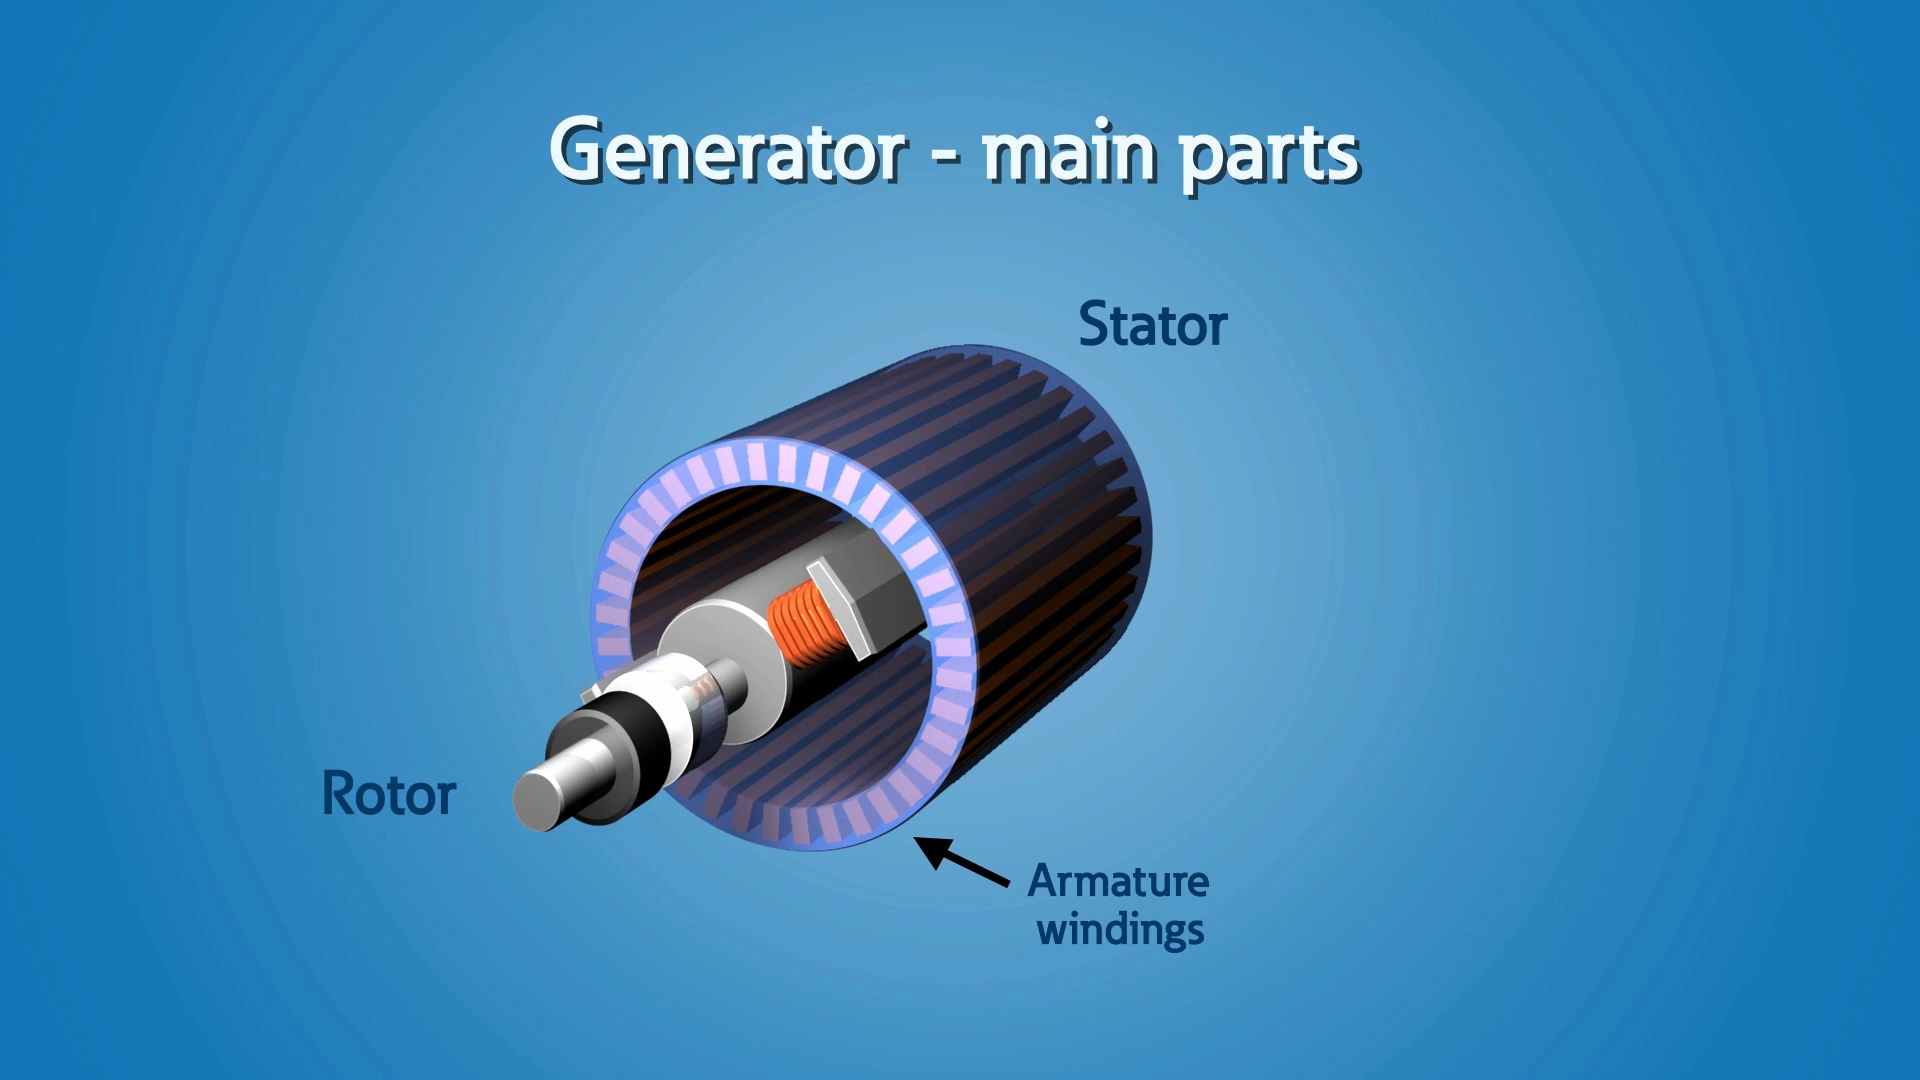 Generator - main parts
Stator
Rotor
Armature
windings